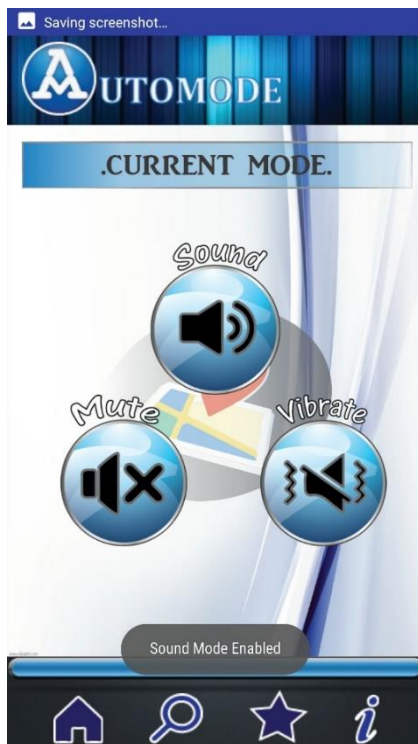 Saving screenshot...
AUTOMODE
.CURRENT MODE.
Sound
Mute
Vibrate
Sound Mode Enabled